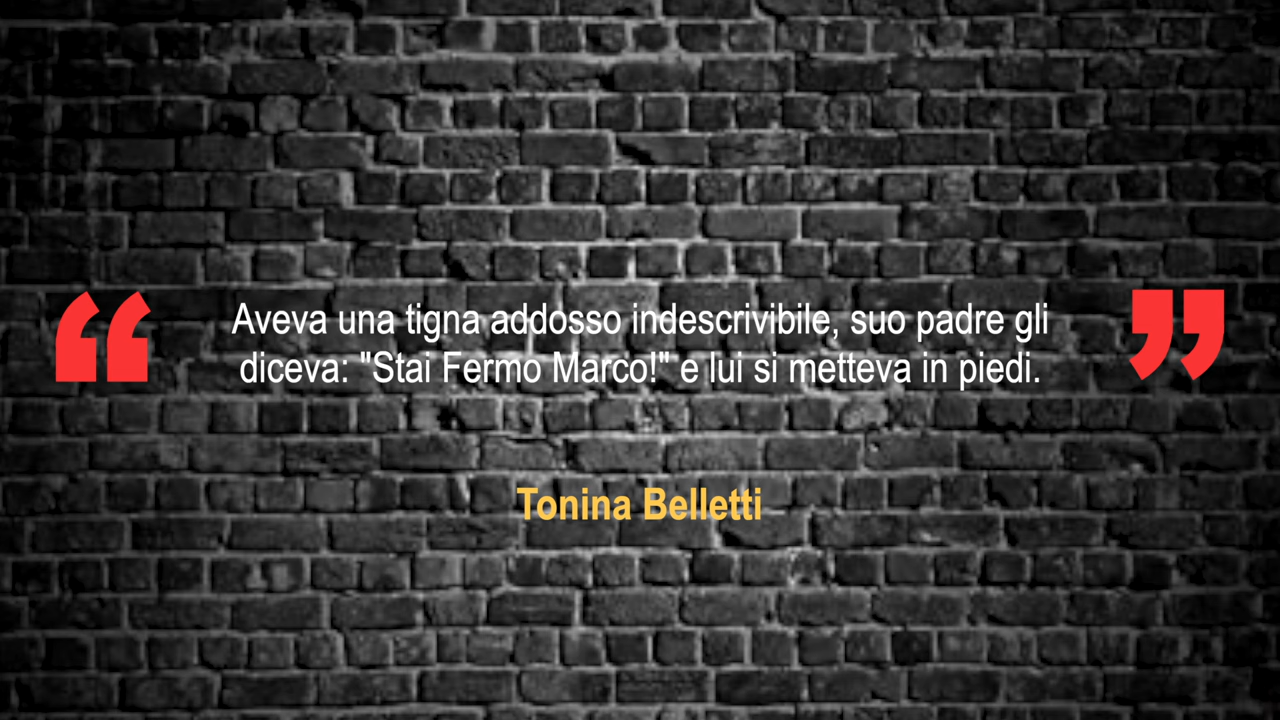 “
Aveva una tigna addosso indescrivibile, suo padre gli
diceva: "Stai Fermo Marco!" e lui si metteva in piedi.
”
Tonina Belletti